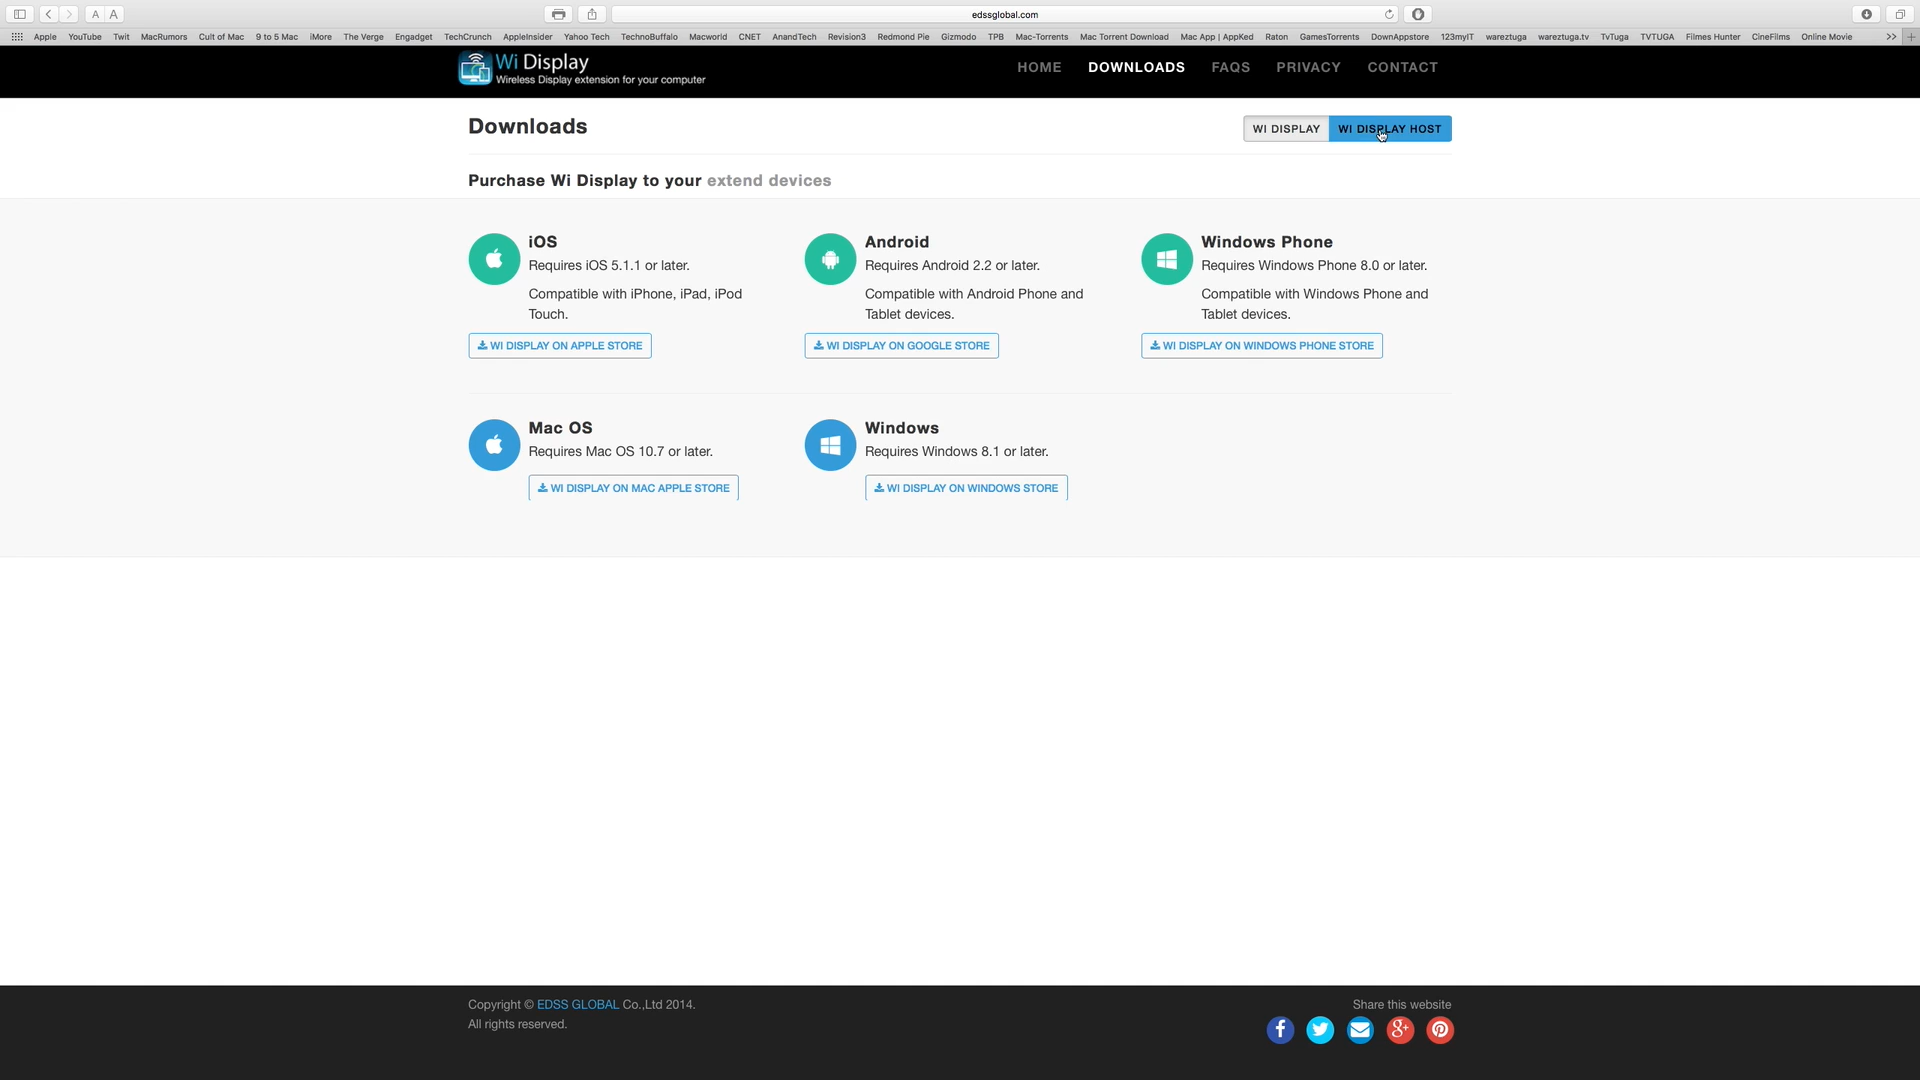 A A
edssglobal.com
Apple YouTube Twit MacRumors Cult of Mac 9 to 5 Mac iMore The Verge Engadget TechCrunch AppleInsider Yahoo Tech TechnoBuffalo Macworld CNET AnandTech Revision3 Redmond Pie Gizmodo TPB Mac-Torrents Mac Torrent Download Mac App | AppKed Raton GamesTorrents DownAppstore 123myIT wareztuga wareztuga.tv TvTuga TVTUGA Filmes Hunter CineFilms Online Movie >> +
Wi Display
Wireless Display extension for your computer
HOME DOWNLOADS FAQS PRIVACY CONTACT
Downloads
WI DISPLAY WI DISPLAY HOST
Purchase Wi Display to your extend devices
iOS
Requires iOS 5.1.1 or later.
Compatible with iPhone, iPad, iPod
Touch.
WI DISPLAY ON APPLE STORE
Android
Requires Android 2.2 or later.
Compatible with Android Phone and
Tablet devices.
WI DISPLAY ON GOOGLE STORE
Windows Phone
Requires Windows Phone 8.0 or later.
Compatible with Windows Phone and
Tablet devices.
WI DISPLAY ON WINDOWS PHONE STORE
Mac OS
Requires Mac OS 10.7 or later.
WI DISPLAY ON MAC APPLE STORE
Windows
Requires Windows 8.1 or later.
WI DISPLAY ON WINDOWS STORE
Copyright © EDSS GLOBAL Co.,Ltd 2014.
All rights reserved.
Share this website